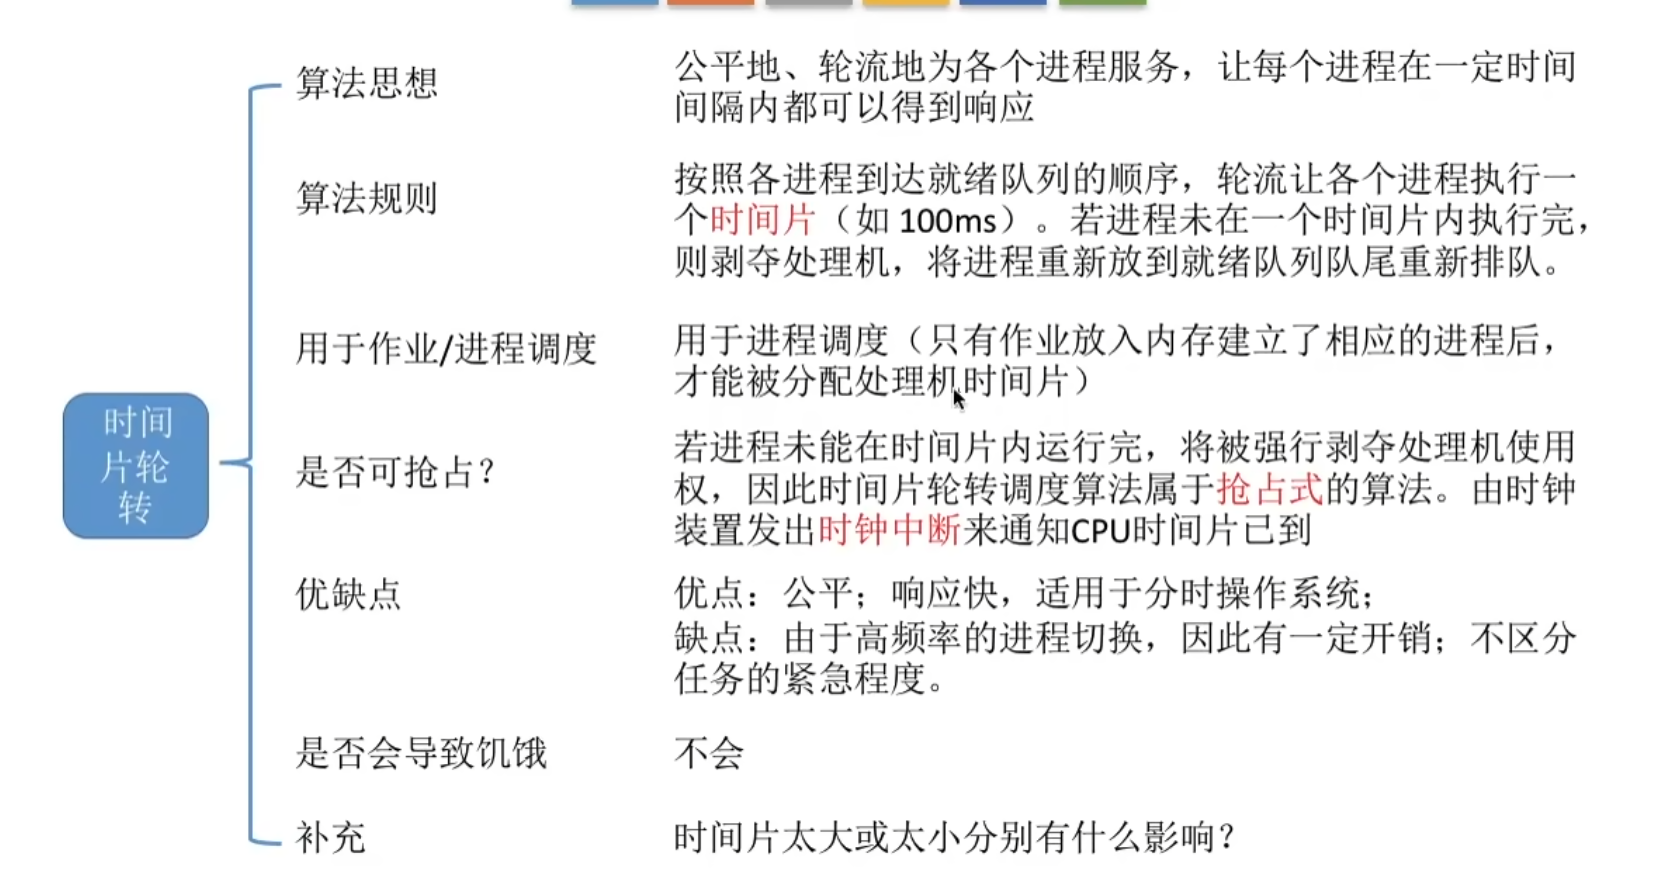 算法思想
公平地、轮流地为各个进程服务，让每个进程在一定时间
间隔内都可以得到响应
算法规则
按照各进程到达就绪队列的顺序，轮流让各个进程执行一
个时间片（如 100ms）。若进程未在一个时间片内执行完，
则剥夺处理机，将进程重新放到就绪队列队尾重新排队。
用于作业/进程调度
用于进程调度（只有作业放入内存建立了相应的进程后，
才能被分配处理机时间片）
时间
片轮
转
是否可抢占？
若进程未能在时间片内运行完，将被强行剥夺处理机使用
权，因此时间片轮转调度算法属于抢占式的算法。由时钟
装置发出时钟中断来通知CPU时间片已到
优缺点
优点：公平；响应快，适用于分时操作系统；
缺点：由于高频率的进程切换，因此有一定开销；不区分
任务的紧急程度。
是否会导致饥饿
不会
补充
时间片太大或太小分别有什么影响？